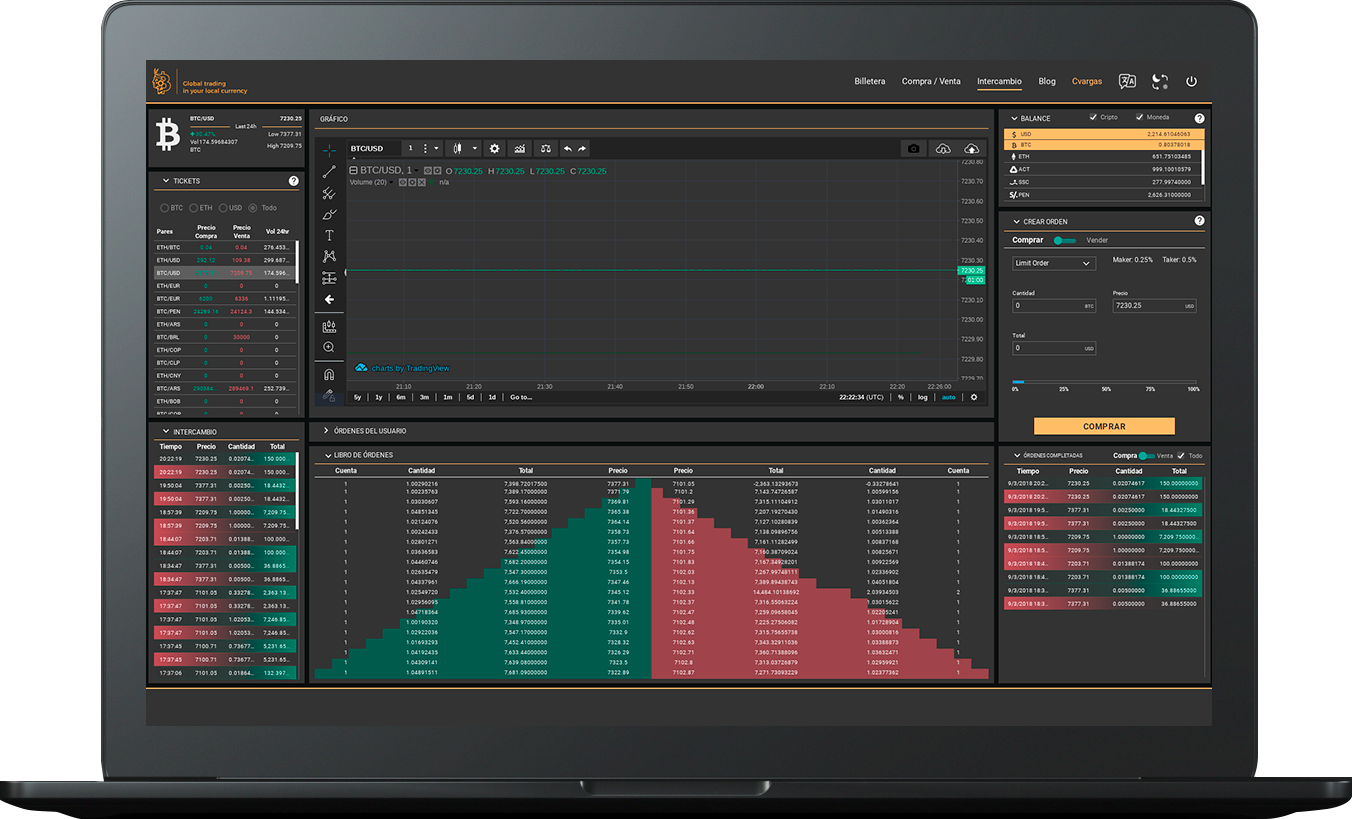 Global trading
in your local currency
Billetera Compra / Venta Intercambio Blog Cvargas
BTC/USD 7230.25
Last 24h
+30.47% Low 7377.31
Vol174.59684307 High 7209.75
BTC
TICKETS
BTC ETH USD Todo
Pares Precio Compra Precio Venta Vol 24hr
ETH/BTC 0.04 0.04 276.453...
ETH/USD 292.12 109.38 299.687...
BTC/USD 7209.75 174.596...
ETH/EUR 0 0 0
BTC/EUR 6200 6336 1.11195...
BTC/PEN 24269.16 24124.3 144.534...
ETH/ARS 0 0 0
BTC/BRL 0 30000 0
ETH/COP 0 0 0
BTC/CLP 0 0 0
ETH/CNY 0 0 0
BTC/ARS 290384... 289469.1 252.739...
ETH/BOB 0 0 0
BTC/COP 0 0 0
INTERCAMBIO
Tiempo Precio Cantidad Total
20:22:19 7230.25 0.02074... 150.000...
20:22:19 7230.25 0.02074... 150.000...
19:50:04 7377.31 0.00250... 18.4432...
19:50:04 7377.31 0.00250... 18.4432...
18:57:39 7209.75 1.00000... 7,209.75...
18:57:39 7209.75 1.00000... 7,209.75...
18:44:07 7203.71 0.01388... 100.000...
18:44:07 7203.71 0.01388... 100.000...
18:34:47 7377.31 0.00500... 36.8865...
18:34:47 7377.31 0.00500... 36.8865...
17:37:47 7101.05 0.33278... 2,363.13...
17:37:47 7101.05 0.33278... 2,363.13...
17:37:47 7101.05 1.02053... 7,246.85...
17:37:47 7101.05 1.02053... 7,246.85...
17:37:45 7100.71 0.73677... 5,231.65...
17:37:45 7100.71 0.73677... 5,231.65...
17:37:06 7101.05 0.01864... 132.397...
GRÁFICO
BTC/USD 1
BTC/USD, 1 O 7230.25 H 7230.25 L 7230.25 C 7230.25
Volume (20) n/a
7230.80
7230.70
7230.60
7230.50
7230.40
7230.30
7230.25
01:00
7230.10
7230.00
7229.90
7229.80
7229.70
charts by TradingView
21:10 21:20 21:30 21:40 21:50 22:00 22:10 22:20 22:26:00
5y 1y 6m 3m 1m 5d 1d Go to... 22:22:34 (UTC) % log auto
ÓRDENES DEL USUARIO
LIBRO DE ÓRDENES
Cuenta Cantidad Total Precio Precio Total Cantidad Cuenta
1 1.00290216 7,398.72017500 7377.31 7101.05 -2,363.13293673 -0.33278641 1
1 1.00235763 7,389.17000000 7371.79 7101.2 7,143.74726587 1.00599156 1
1 1.03030601 7,593.16000000 7369.81 7101.29 7,315.11104912 1.03011017 1
1 1.04851345 7,722.70000000 7365.38 7101.36 7,207.19270430 1.01490316 1
1 1.02124076 7,520.56000000 7364.14 7101.37 7,127.10280839 1.00362364 1
1 1.00242433 7,376.57000000 7358.73 7101.64 7,138.09896756 1.00513388 1
1 1.02801271 7,563.84000000 7357.73 7101.66 7,161.11282499 1.00837168 1
1 1.03636583 7,622.45000000 7354.98 7101.75 7,160.38709024 1.00825671 1
1 1.04460746 7,682.20000000 7354.15 7101.83 7,167.34928201 1.00922569 1
1 1.02635479 7,547.30000000 7353.5 7102.03 7,267.99748111 1.02336902 1
1 1.04337961 7,666.19000000 7347.46 7102.13 7,389.89438743 1.04051804 1
1 1.02549720 7,532.40000000 7345.12 7102.33 14,484.10138692 2.03934503 2
1 1.02956095 7,558.81000000 7341.78 7102.37 7,316.55063224 1.03015622 1
1 1.04718364 7,685.93000000 7339.62 7102.47 7,259.09658045 1.02205241 1
1 1.00190320 7,348.97000000 7335.01 7102.48 7,225.27506082 1.01728904 1
1 1.02922036 7,547.17000000 7332.9 7102.62 7,315.75655738 1.03000816 1
1 1.01693293 7,452.41000000 7328.32 7102.63 7,343.32911036 1.03388873 1
1 1.04192435 7,633.44000000 7326.29 7102.71 7,360.71388096 1.03632471 1
1 1.04309141 7,639.08000000 7323.5 7102.8 7,313.03726879 1.02959921 1
1 1.04891511 7,681.09000000 7322.89 7102.87 7,271.73093229 1.02377362 1
BALANCE Cripto Moneda
USD 2,214.61046063
BTC 0.80378018
ETH 651.75103485
ACT 999.10010579
SSC 277.99740000
S/. PEN 2,626.31000000
CREAR ORDEN
Comprar Vender
Limit Order Maker: 0.25% Taker: 0.5%
Cantidad Precio
0 BTC 7230.25 USD
Total
0 USD
0% 25% 50% 75% 100%
COMPRAR
ÓRDENES COMPLETADAS Compra Venta Todo
Tiempo Precio Cantidad Total
9/3/2018 20:2... 7230.25 0.02074617 150.00000000
9/3/2018 20:2... 7230.25 0.02074617 150.00000000
9/3/2018 19:5... 7377.31 0.00250000 18.44327500
9/3/2018 19:5... 7377.31 0.00250000 18.44327500
9/3/2018 18:5... 7209.75 1.00000000 7,209.750000...
9/3/2018 18:5... 7209.75 1.00000000 7,209.750000...
9/3/2018 18:4... 7203.71 0.01388174 100.00000000
9/3/2018 18:4... 7203.71 0.01388174 100.00000000
9/3/2018 18:3... 7377.31 0.00500000 36.88655000
9/3/2018 18:3... 7377.31 0.00500000 36.88655000